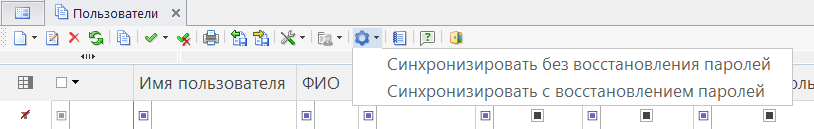 Пользователи
Синхронизировать без восстановления паролей
Синхронизировать с восстановлением паролей
Имя пользователя
ФИО